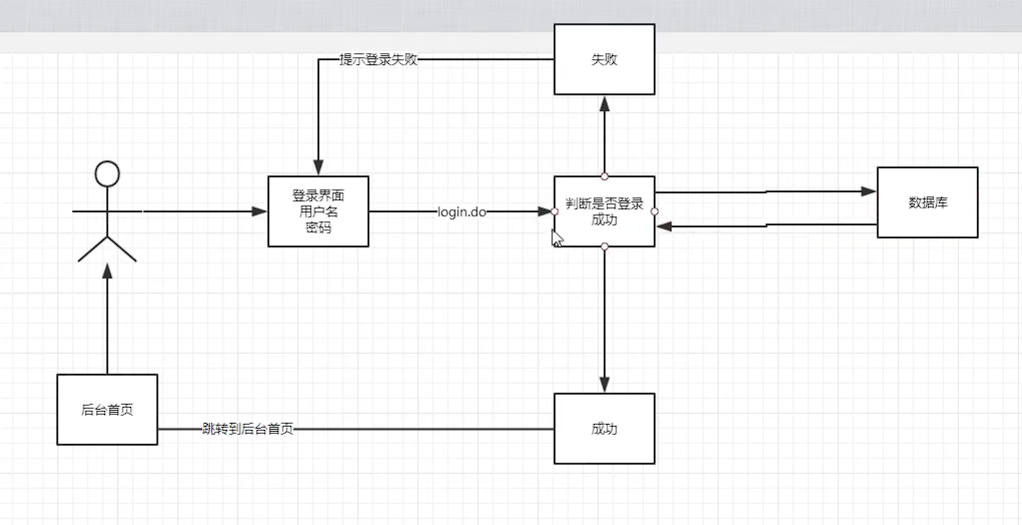 失败
提示登录失败
登录界面
用户名
密码
login.do
判断是否登录
成功
数据库
后台首页
跳转到后台首页
成功